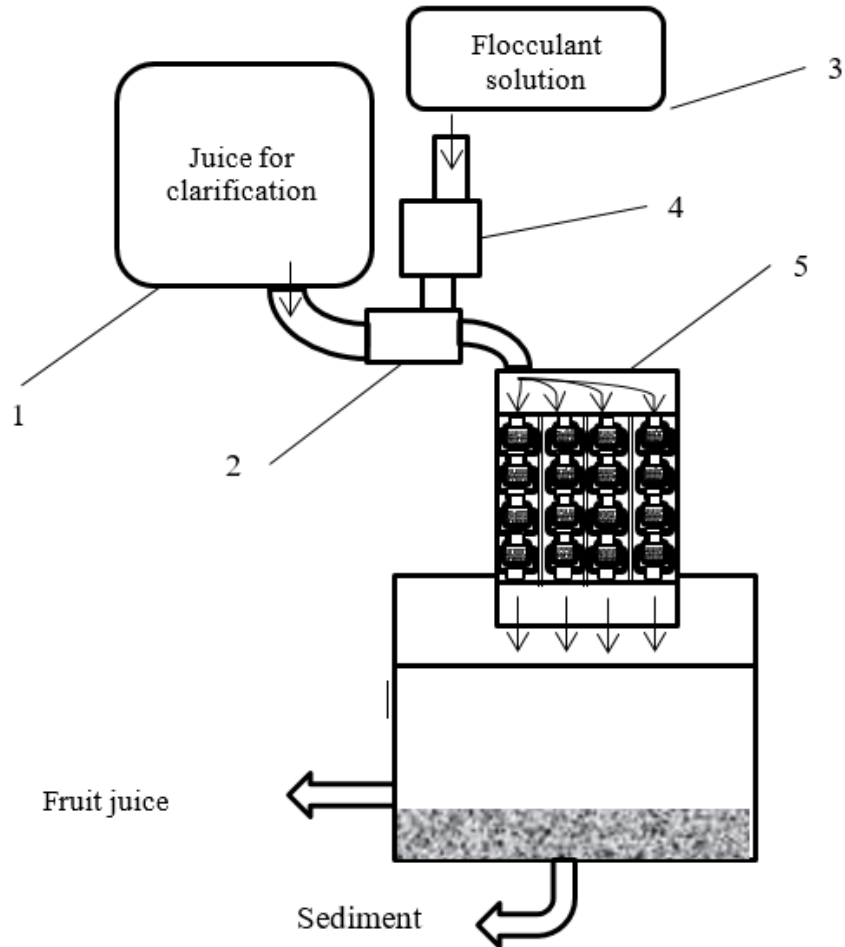 Flocculant
solution
3
Juice for
clarification
4
5
1
2
Fruit juice
Sediment